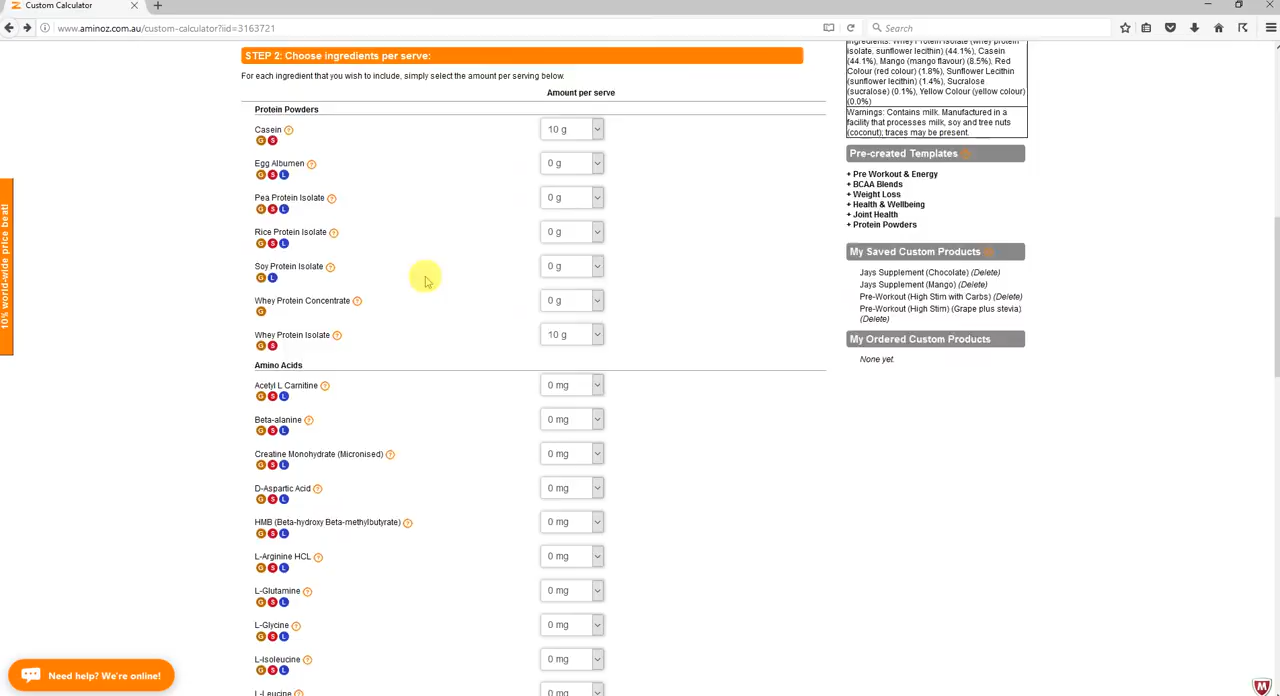 Custom Calculator
www.aminoz.com.au/custom-calculator?iid=3163721
Search
STEP 2: Choose ingredients per serve:
For each ingredient that you wish to include, simply select the amount per serving below.
Amount per serve
Protein Powders
Casein ?
10 g
G S
Egg Albumen ?
0 g
G S L
Pea Protein Isolate ?
0 g
G S L
Rice Protein Isolate ?
0 g
G S L
Soy Protein Isolate ?
0 g
G L
Whey Protein Concentrate ?
0 g
G
Whey Protein Isolate ?
10 g
G S
Amino Acids
Acetyl L Carnitine ?
0 mg
G S L
Beta-alanine ?
0 mg
G S L
Creatine Monohydrate (Micronised) ?
0 mg
G S L
D-Aspartic Acid ?
0 mg
G S L
HMB (Beta-hydroxy Beta-methylbutyrate) ?
0 mg
G S L
L-Arginine HCL ?
0 mg
G S L
L-Glutamine ?
0 mg
G S L
L-Glycine ?
0 mg
G S L
L-Isoleucine ?
0 mg
G S L
L-Leucine ?
0 mg
Ingredients: Whey Protein Isolate (whey protein
isolate, sunflower lecithin) (44.1%), Casein
(44.1%), Mango (mango flavour) (8.5%), Red
Colour (red colour) (1.8%), Sunflower Lecithin
(sunflower lecithin) (1.4%), Sucralose
(sucralose) (0.1%), Yellow Colour (yellow colour)
(0.0%)
Warnings: Contains milk. Manufactured in a
facility that processes milk, soy and tree nuts
(coconut); traces may be present.
Pre-created Templates
+ Pre Workout & Energy
+ BCAA Blends
+ Weight Loss
+ Health & Wellbeing
+ Joint Health
+ Protein Powders
My Saved Custom Products
Jays Supplement (Chocolate) (Delete)
Jays Supplement (Mango) (Delete)
Pre-Workout (High Stim with Carbs) (Delete)
Pre-Workout (High Stim) (Grape plus stevia)
(Delete)
My Ordered Custom Products
None yet.
10% world-wide price beat!
Need help? We're online!